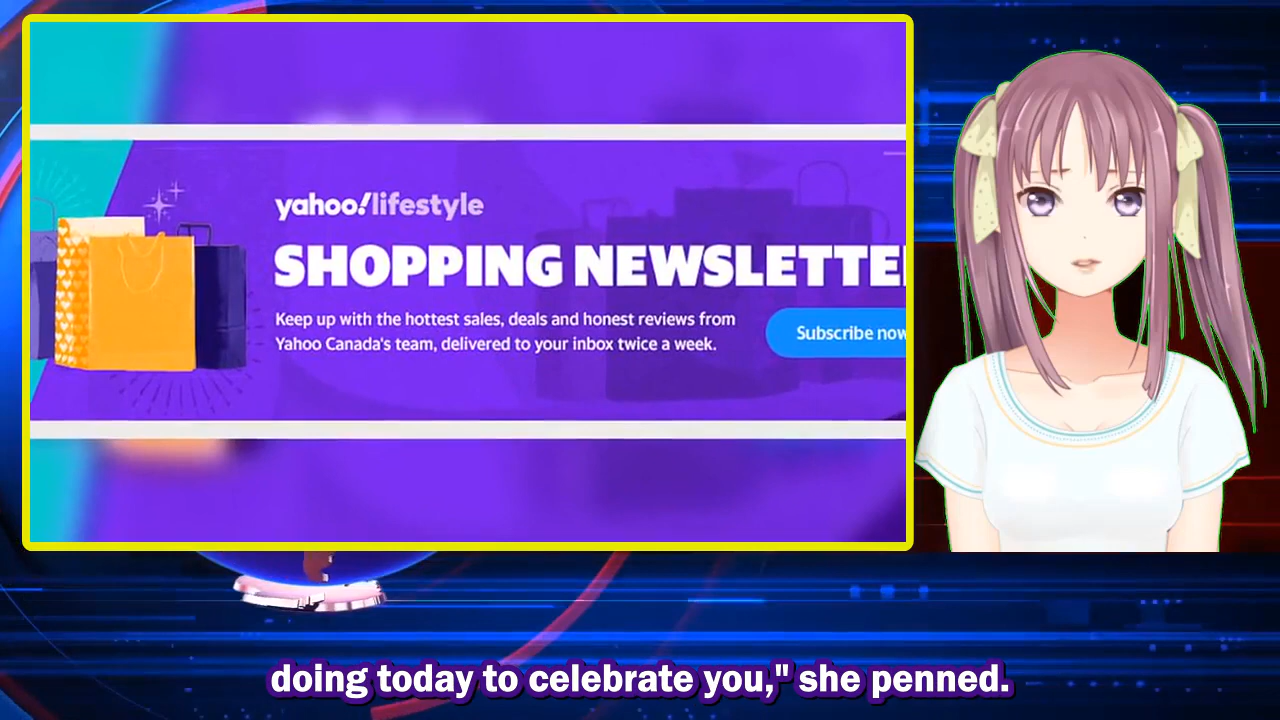 yahoo!/lifestyle
SHOPPING NEWSLETTE
Keep up with the hottest sales, deals and honest reviews from
Yahoo Canada's team, delivered to your inbox twice a week.
Subscribe now
doing today to celebrate you," she penned.